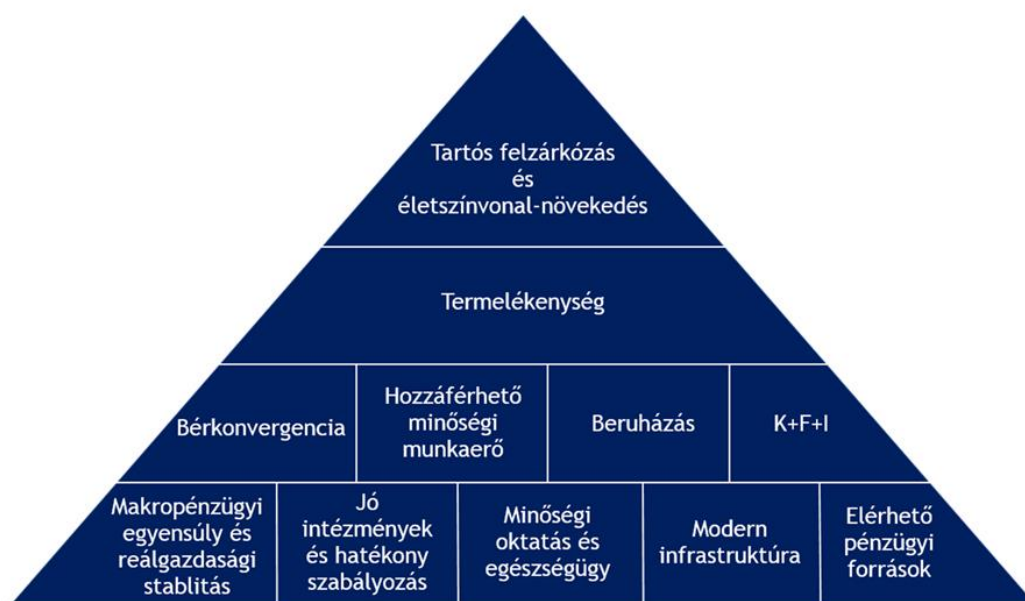 Tartós felzárkózás
és
életszínvonal-növekedés
Termelékenység
Bérkonvergencia
Hozzáférhető
minőségi
munkaerő
Beruházás
K+F+I
Makropénzügyi
egyensúly és
reálgazdasági
stablitás
Jó
intézmények
és hatékony
szabályozás
Minőségi
oktatás és
egészségügy
Modern
infrastruktúra
Elérhető
pénzügyi
források